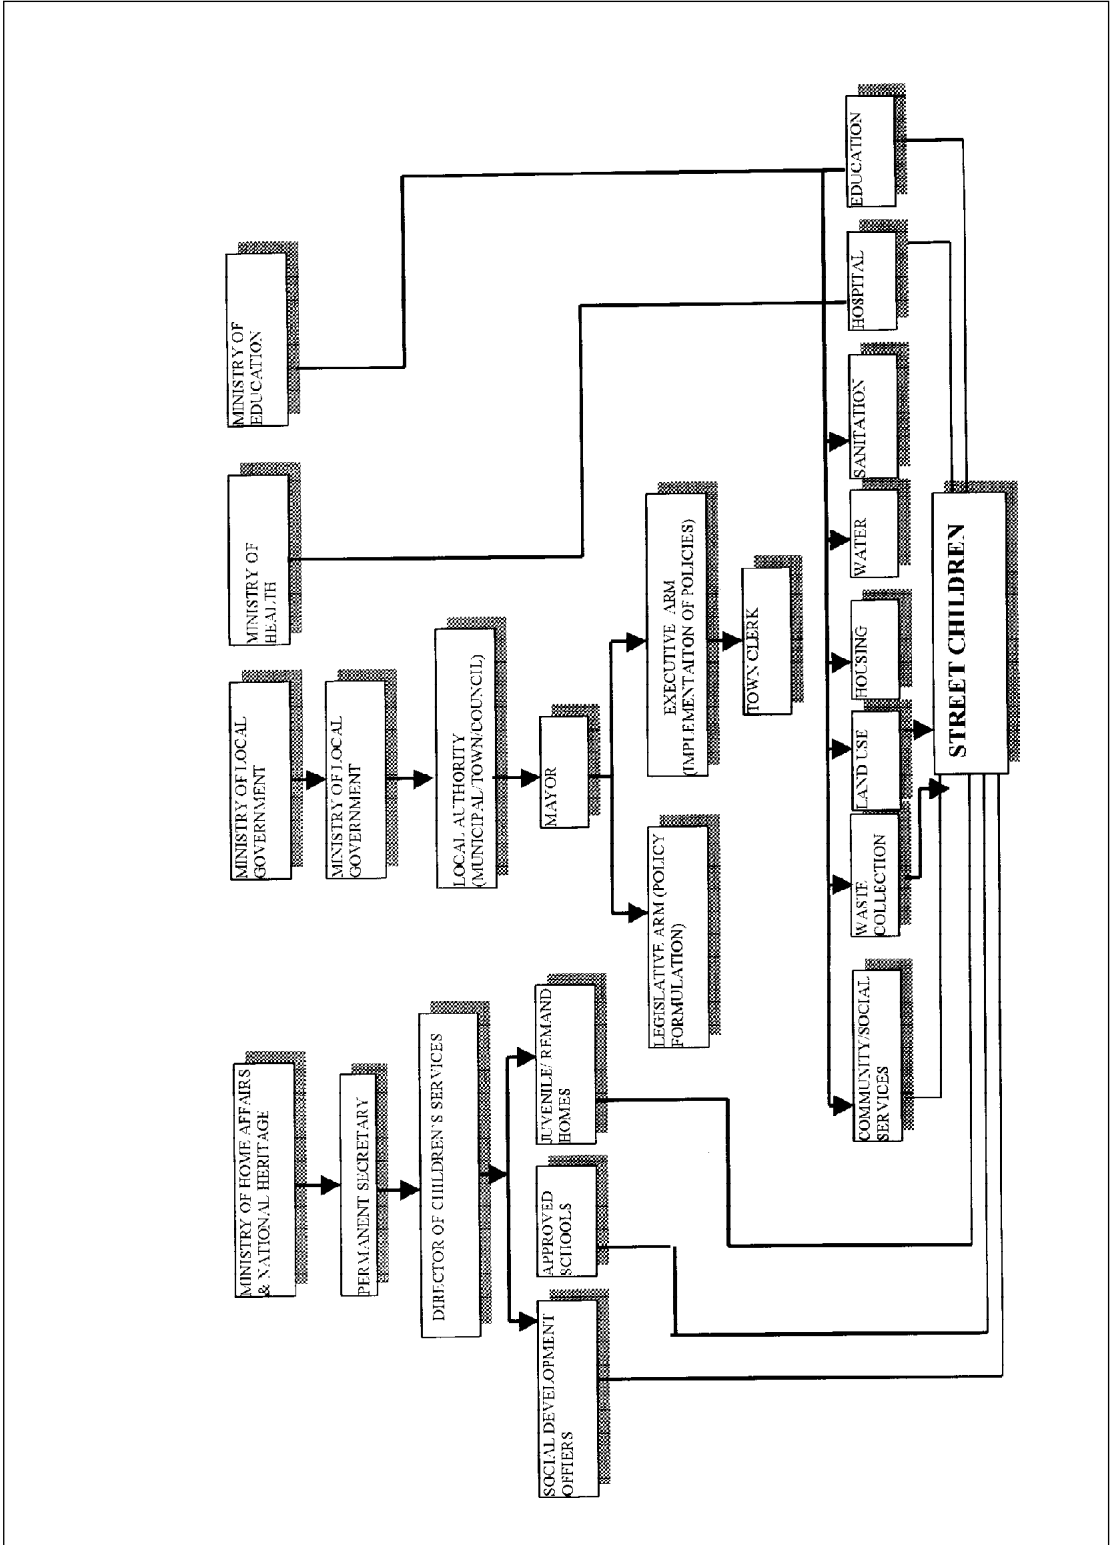 MINISTRY OF HOME AFFAIRS
& NATIONAL HERITAGE
MINISTRY OF LOCAL
GOVERNMENT
MINISTRY OF
HEALTH
MINISTRY OF
EDUCATION
PERMANENT SECRETARY
MINISTRY OF LOCAL
GOVERNMENT
DIRECTOR OF CHILDREN'S SERVICES
LOCAL AUTHORITY
(MUNICIPAL/TOWN/COUNCIL)
SOCIAL DEVELOPMENT
OFFIERS
APPROVED
SCHOOLS
JUVENILE/ REMAND
HOMES
MAYOR
LEGISLATIVE ARM (POLICY
FORMULATION)
EXECUTIVE ARM
(IMPLEMENTAITON OF POLICIES)
TOWN CLERK
COMMUNITY/SOCIAL
SERVICES
WASTE
COLLECTION
LAND USE
HOUSING
WATER
SANITATION
HOSPITAL
EDUCATION
STREET CHILDREN